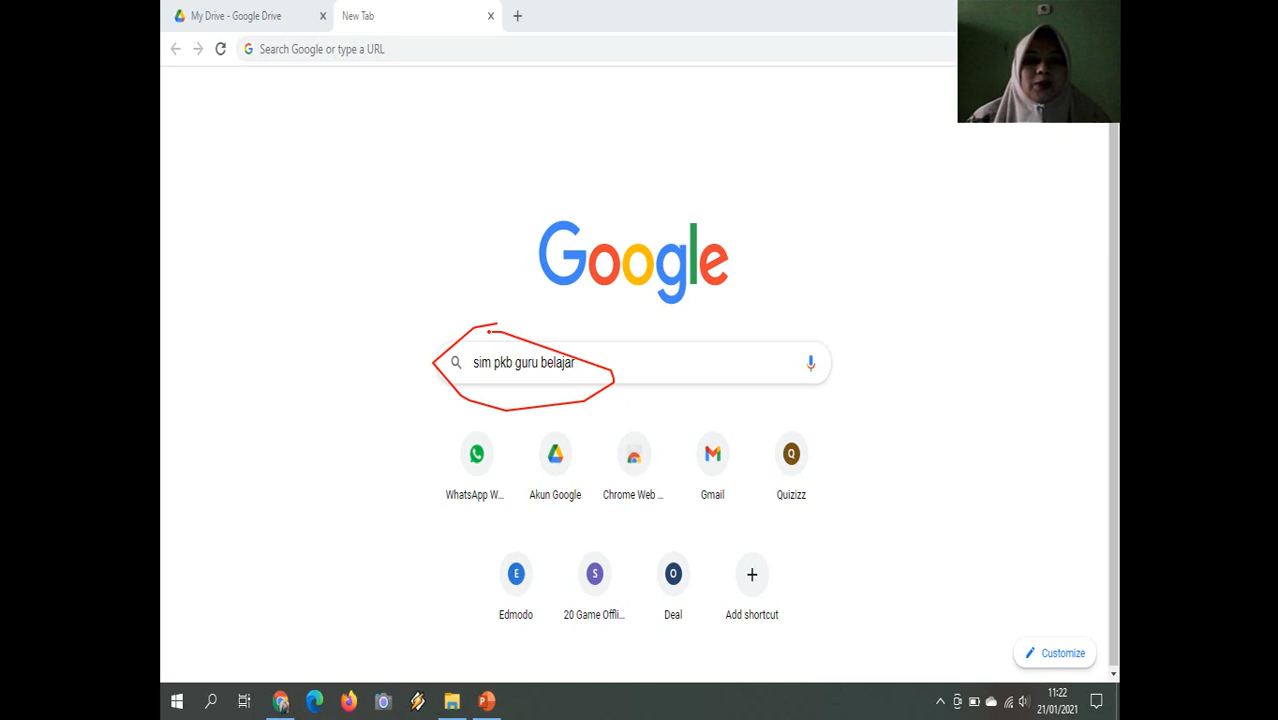 My Drive - Google Drive
New Tab
Search Google or type a URL
Google
sim pkb guru belajar
WhatsApp W...
Akun Google
Chrome Web ...
Gmail
Q
Quizizz
E
Edmodo
S
20 Game Offli...
O
Deal
Add shortcut
Customize
11:22
21/01/2021